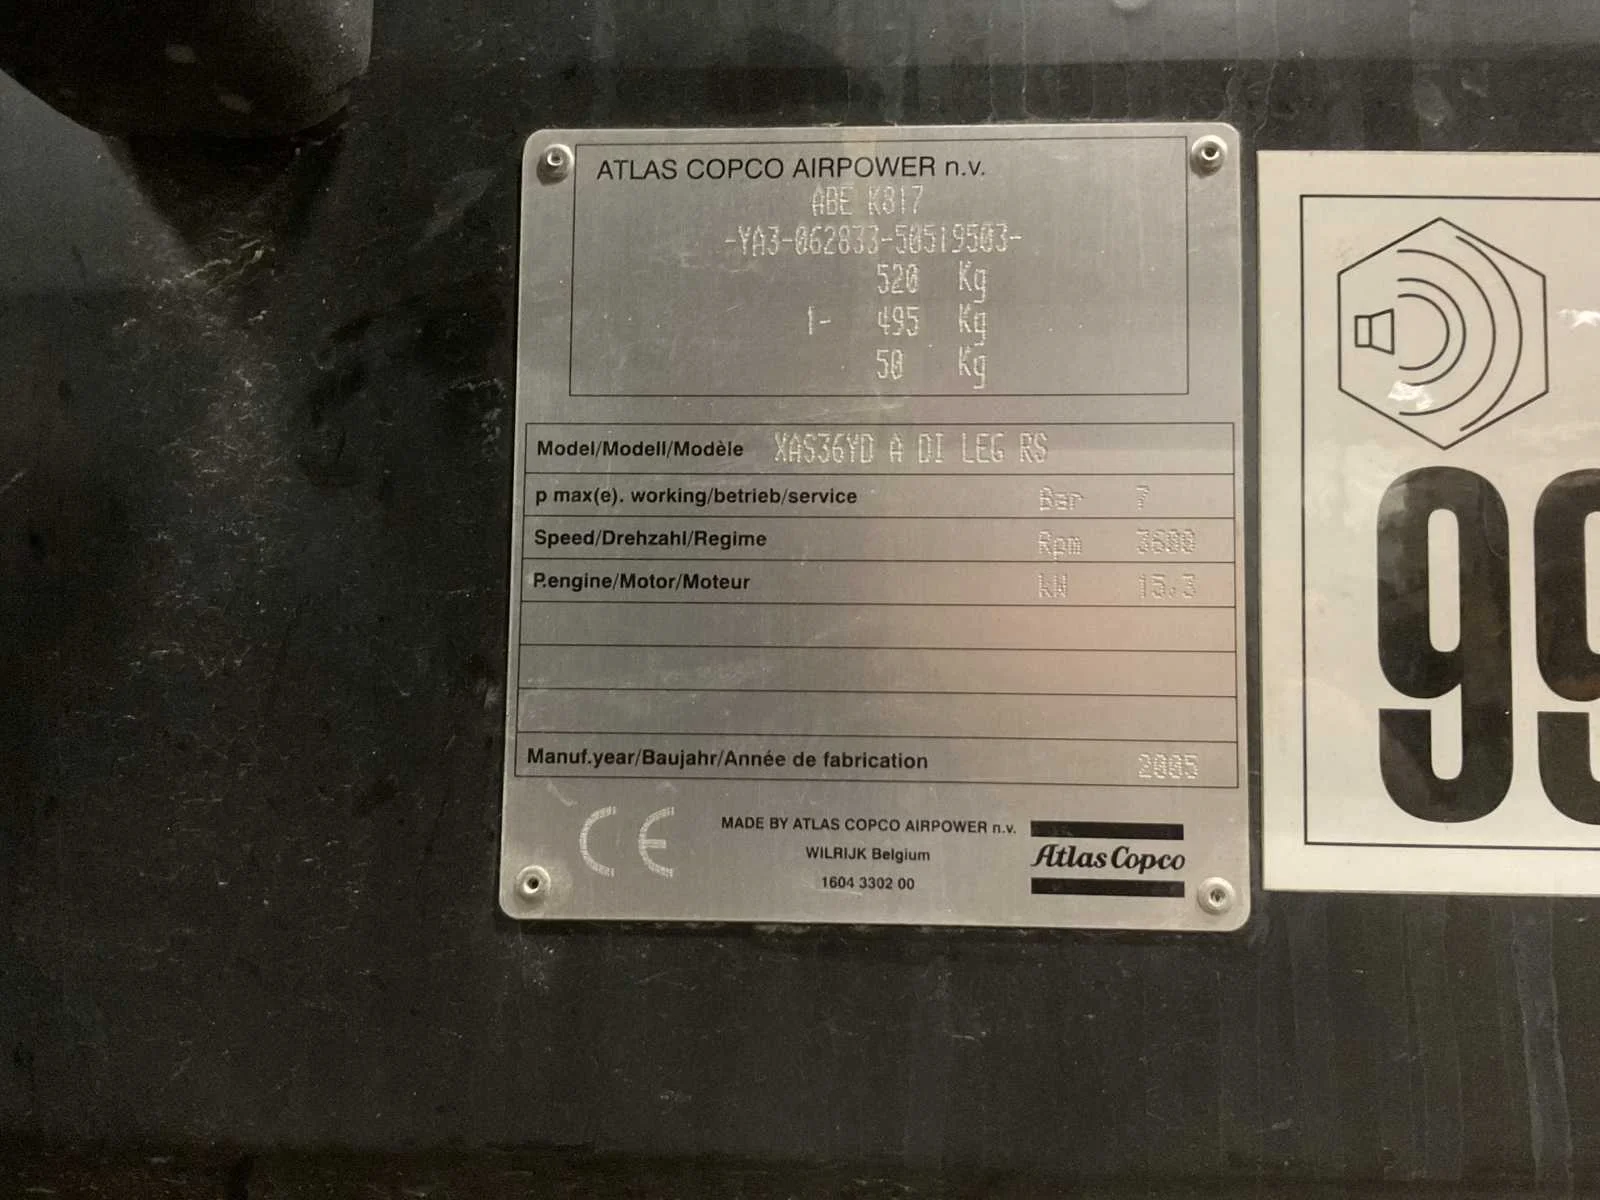 ATLAS COPCO AIRPOWER n.v.
ABE K817
-YA3-062833-50519503-
520 Kg
1- 495 Kg
50 Kg
Model/Modell/Modèle XAS36YD A DI LEG RS
p max(e). working/betrieb/service Bar 7
Speed/Drehzahl/Regime Rpm 3600
P.engine/Motor/Moteur kW 15.3
Manuf.year/Baujahr/Année de fabrication 2005
CE
MADE BY ATLAS COPCO AIRPOWER n.v.
WILRIJK Belgium
1604 3302 00
Atlas Copco
99